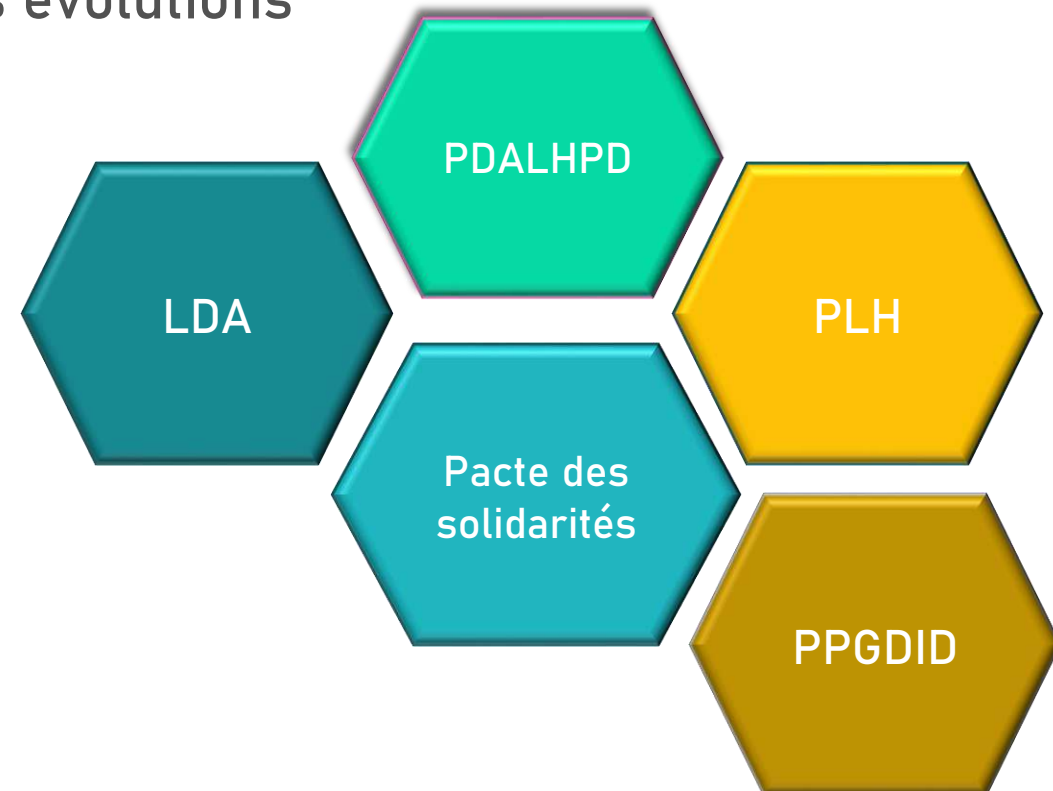 s évolutions
PDALHPD
LDA
PLH
Pacte des
solidarités
PPGDID